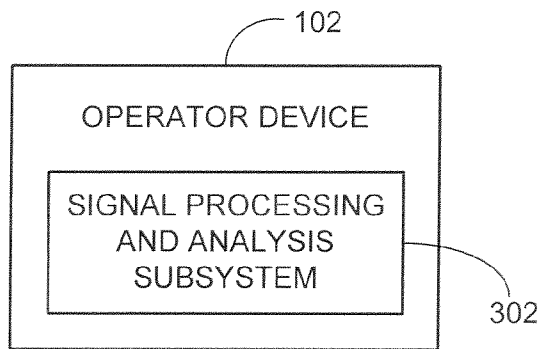 102
OPERATOR DEVICE
SIGNAL PROCESSING
AND ANALYSIS
SUBSYSTEM
302